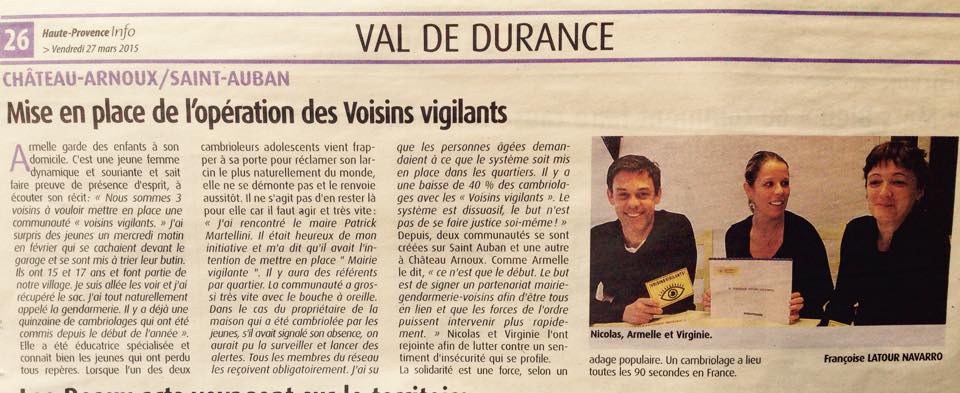 26
Haute-Provence Info
> Vendredi 27 mars 2015
VAL DE DURANCE
CHÂTEAU-ARNOUX/SAINT-AUBAN
Mise en place de l'opération des Voisins vigilants
Armelle garde des enfants à son
domicile. C'est une jeune femme
dynamique et souriante et sait
faire preuve de présence d'esprit, à
écouter son récit : « Nous sommes 3
voisins à vouloir mettre en place une
communauté « voisins vigilants. » J'ai
surpris des jeunes un mercredi matin
en février qui se cachaient devant le
garage et se sont mis à trier leur butin.
Ils ont 15 et 17 ans et font partie de
notre village. Je suis allée les voir et j'ai
récupéré le sac. J'ai tout naturellement
appelé la gendarmerie. Il y a déjà une
quinzaine de cambriolages qui ont été
commis depuis le début de l'année ».
Elle a été éducatrice spécialisée et
connaît bien les jeunes qui ont perdu
tous repères. Lorsque l'un des deux
cambrioleurs adolescents vient frap-
per à sa porte pour réclamer son lar-
cin le plus naturellement du monde,
elle ne se démonte pas et le renvoie
aussitôt. Il ne s'agit pas d'en rester là
pour elle car il faut agir et très vite :
« J'ai rencontré le maire Patrick
Martellini. Il était heureux de mon
initiative et m'a dit qu'il avait l'in-
tention de mettre en place " Mairie
vigilante ". Il y aura des référents
par quartier. La communauté a gros-
si très vite avec le bouche à oreille.
Dans le cas du propriétaire de la
maison qui a été cambriolée par les
jeunes, s'il avait signalé son absence, on
aurait pu la surveiller et lancer des
alertes. Tous les membres du réseau
les reçoivent obligatoirement. J'ai su
que les personnes âgées deman-
daient à ce que le système soit mis
en place dans les quartiers. Il y a
une baisse de 40 % des cambriola-
ges avec les « Voisins vigilants ». Le
système est dissuasif, le but n'est
pas de se faire justice soi-même ! »
Depuis, deux communautés se sont
créées sur Saint Auban et une autre
à Château Arnoux. Comme Armelle
le dit, « ce n'est que le début. Le but
est de signer un partenariat mairie-
gendarmerie-voisins afin d'être tous
en lien et que les forces de l'ordre
puissent intervenir plus rapide-
ment. » Nicolas et Virginie l'ont
rejointe afin de lutter contre un sen-
timent d'insécurité qui se profile.
La solidarité est une force, selon un
VOISINS VIGILANTS
Nicolas, Armelle et Virginie.
adage populaire. Un cambriolage a lieu
toutes les 90 secondes en France.
Françoise LATOUR NAVARRO